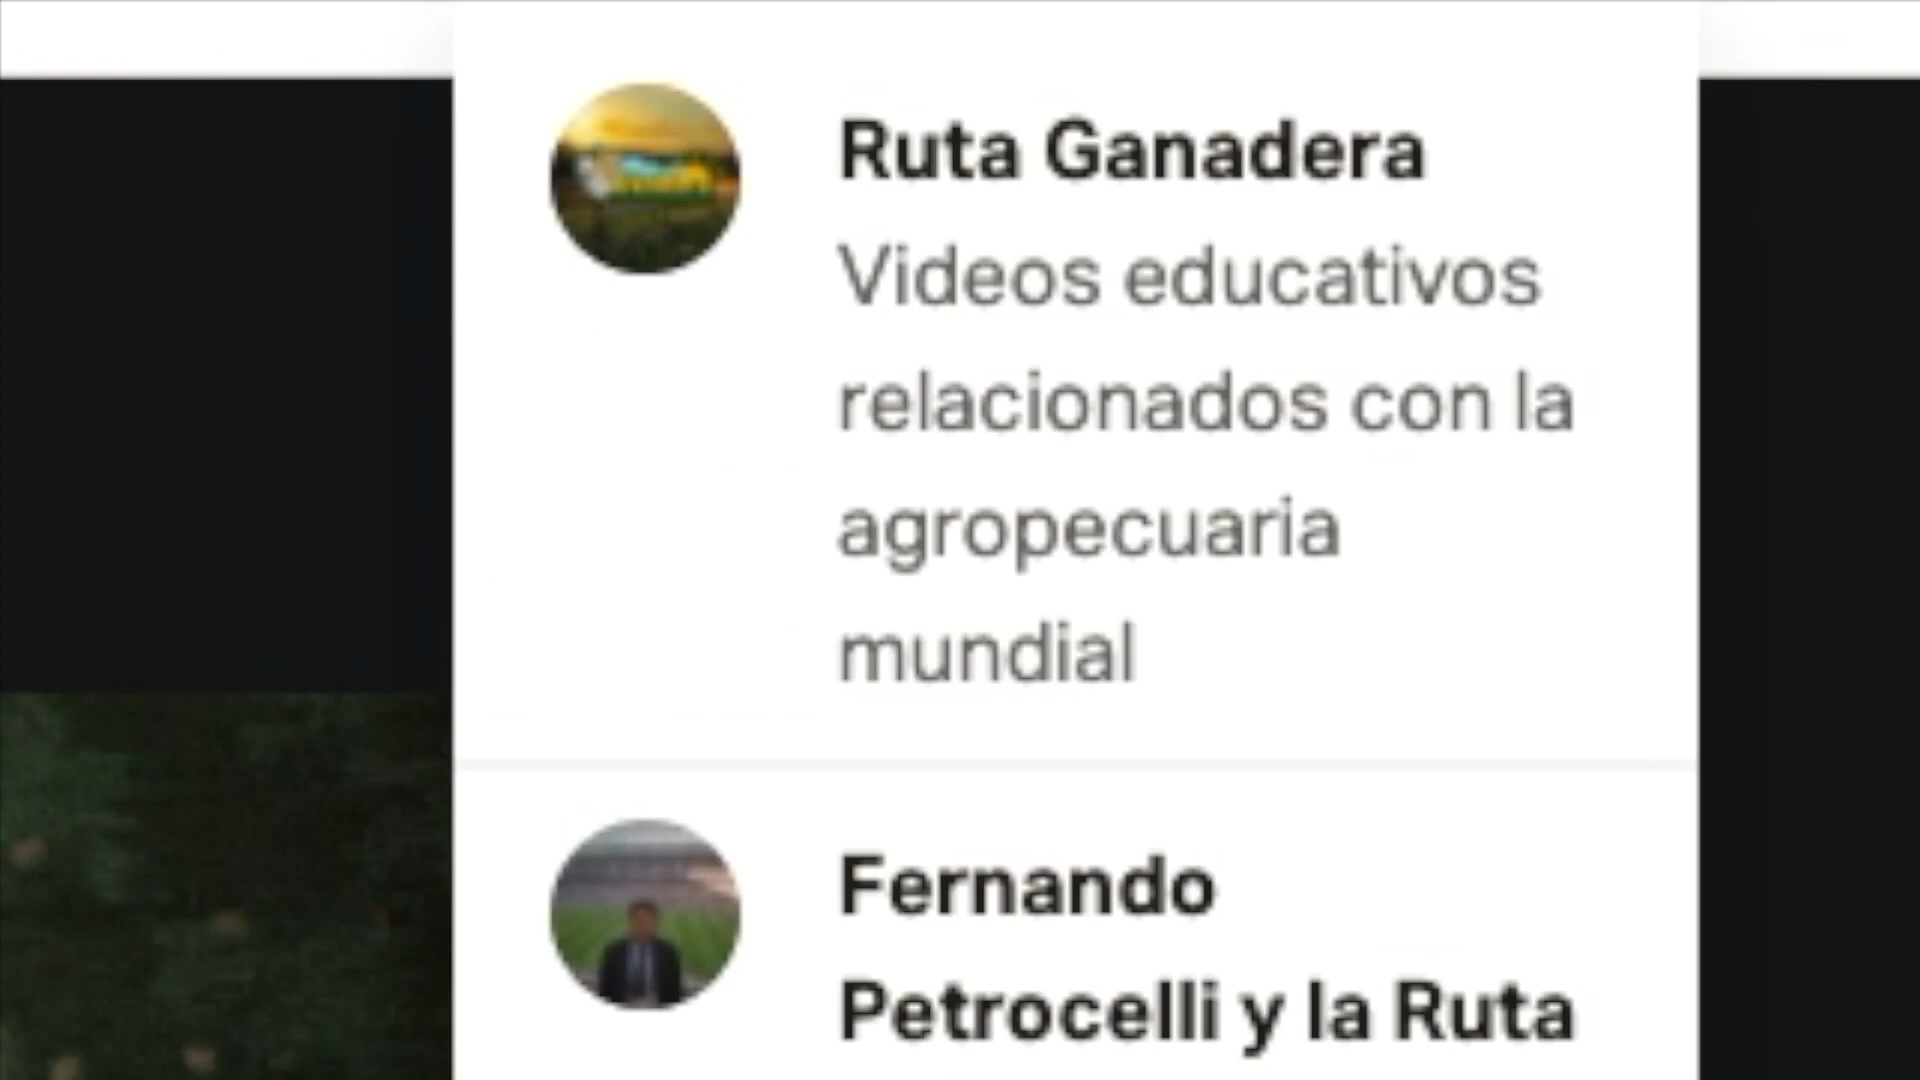 Ruta Ganadera
Videos educativos
relacionados con la
agropecuaria
mundial
Fernando
Petrocelli y la Ruta